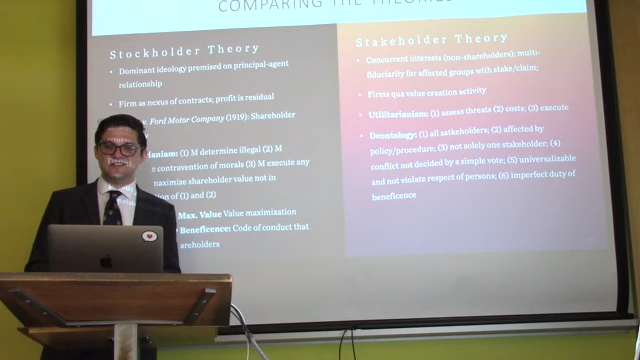 COMPARING THE THEORIES
Stockholder Theory
Dominant ideology premised on principal-agent
relationship
Firm as nexus of contracts; profit is residual
Ford Motor Company (1919): Shareholder
(1) M determine illegal (2) M
contravention of morals (3) M execute any
maximize shareholder value not in
of (1) and (2)
Max. Value Value maximization
Beneficence: Code of conduct that
Stakeholder Theory
Concurrent interests (non-shareholders); multi-
fiduciarity for affected groups with stake/claim;
Firms qua value creation activity
Utilitarianism: (1) assess threats (2) costs; (3) execute
Deontology: (1) all satkeholders; (2) affected by
policy/procedure; (3) not solely one stakeholder; (4)
conflict not decided by a simple vote; (5) universalizable
and not violate respect of persons; (6) imperfect duty of
beneficence